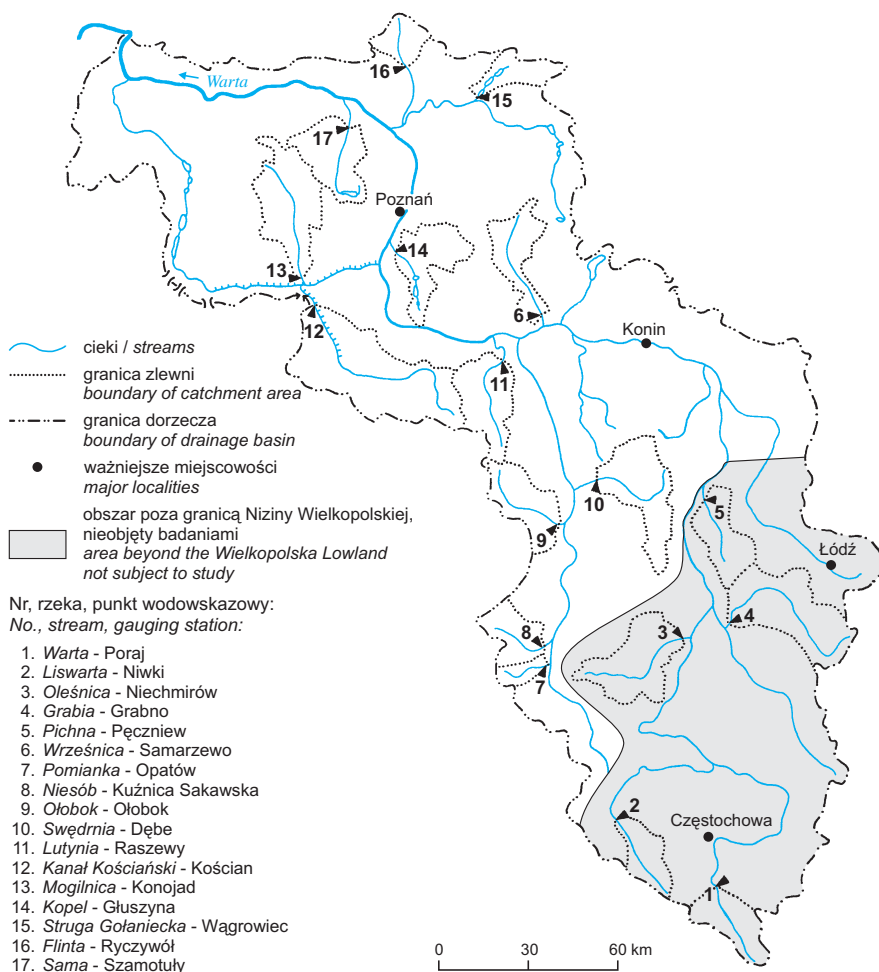 16
Warta
15
17
Poznań
14
13
12
6
Konin
11
10
9
5
Łódź
8
3
4
7
2
Częstochowa
1
cieki / streams
granica zlewni
boundary of catchment area
granica dorzecza
boundary of drainage basin
ważniejsze miejscowości
major localities
obszar poza granicą Niziny Wielkopolskiej,
nieobjęty badaniami
area beyond the Wielkopolska Lowland
not subject to study
Nr, rzeka, punkt wodowskazowy:
No., stream, gauging station:
1. Warta - Poraj
2. Liswarta - Niwki
3. Oleśnica - Niechmirów
4. Grabia - Grabno
5. Pichna - Pęczniew
6. Wrześnica - Samarzewo
7. Pomianka - Opatów
8. Niesób - Kuźnica Sakawska
9. Ołobok - Ołobok
10. Swędrnia - Dębe
11. Lutynia - Raszewy
12. Kanał Kościański - Kościan
13. Mogilnica - Konojad
14. Kopel - Głuszyna
15. Struga Gołaniecka - Wągrowiec
16. Flinta - Ryczywół
17. Sama - Szamotuły
0 30 60 km